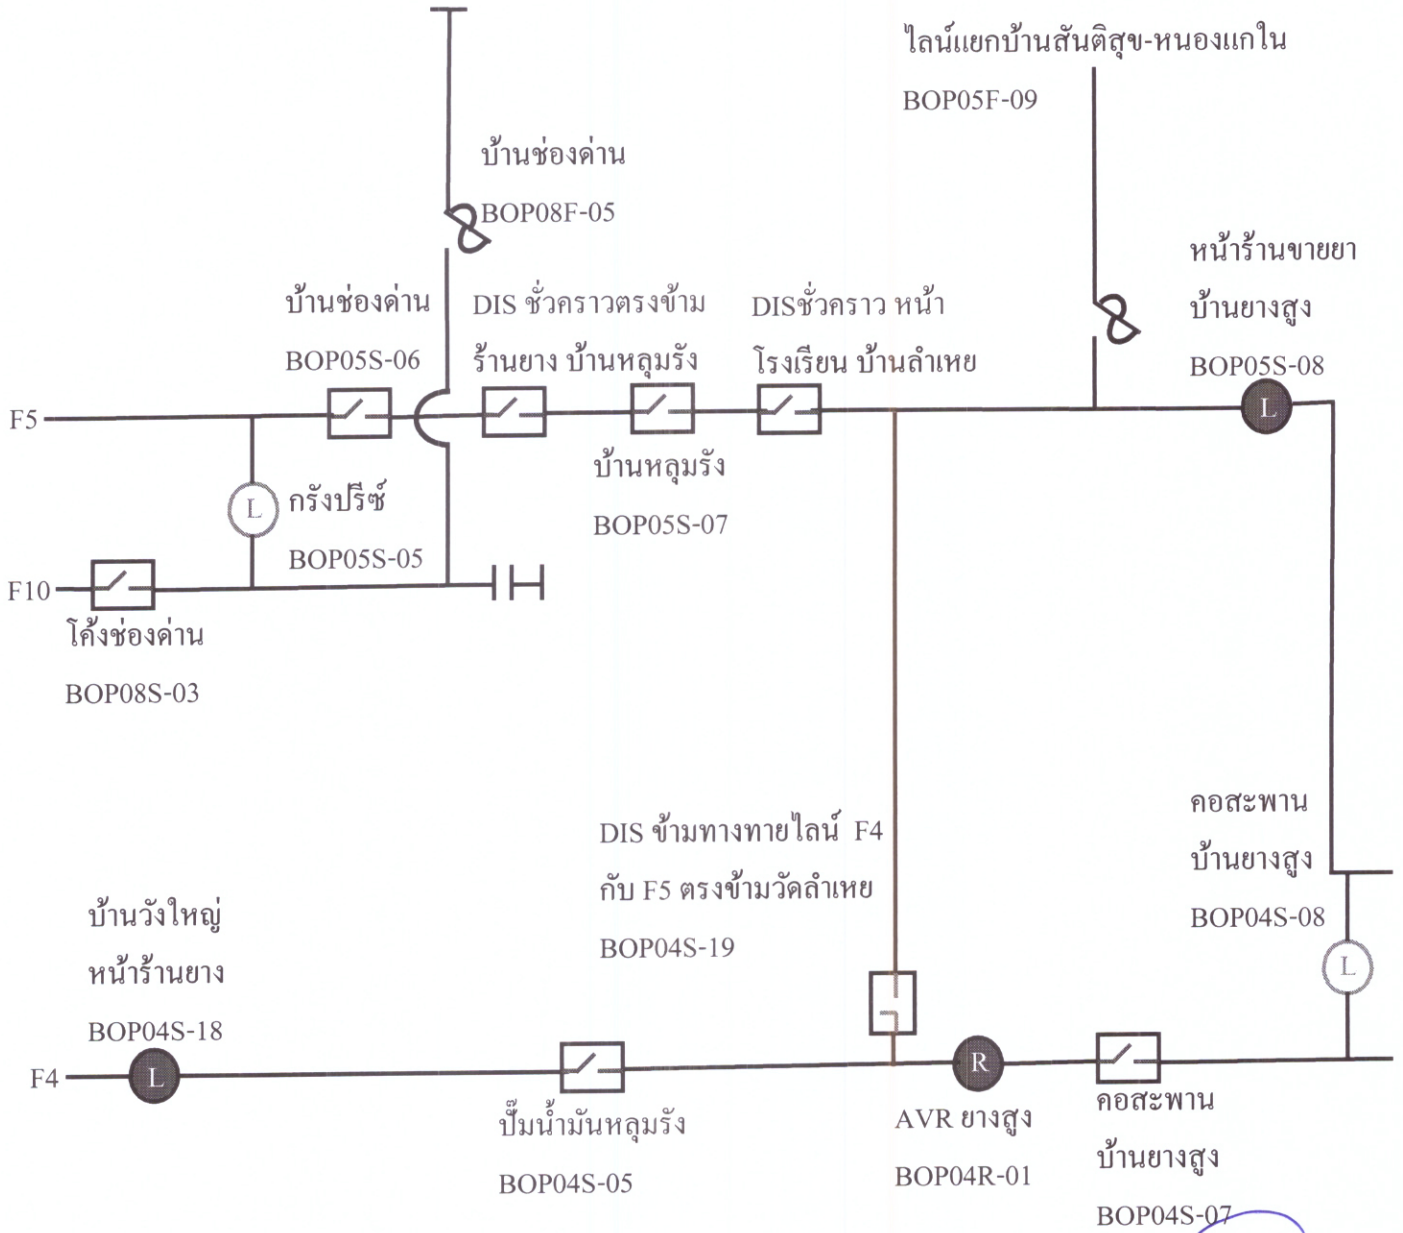 ไลน์แยกบ้านสันติสุข-หนองแกใน
BOP05F-09
บ้านช่องด่าน
BOP08F-05
หน้าร้านขายยา
บ้านยางสูง
BOP05S-08
บ้านช่องด่าน
BOP05S-06
DIS ชั่วคราวตรงข้าม
ร้านยาง บ้านหลุมรัง
DISชั่วคราว หน้า
โรงเรียน บ้านลำเหย
F5
L
บ้านหลุมรัง
BOP05S-07
L
กรังปรีซ์
BOP05S-05
F10
โค้งช่องด่าน
BOP08S-03
DIS ข้ามทางทายไลน์ F4
กับ F5 ตรงข้ามวัดลำเหย
BOP04S-19
คอสะพาน
บ้านยางสูง
BOP04S-08
L
บ้านวังใหญ่
หน้าร้านยาง
BOP04S-18
F4
L
R
ปั๊มน้ำมันหลุมรัง
BOP04S-05
AVR ยางสูง
BOP04R-01
คอสะพาน
บ้านยางสูง
BOP04S-07